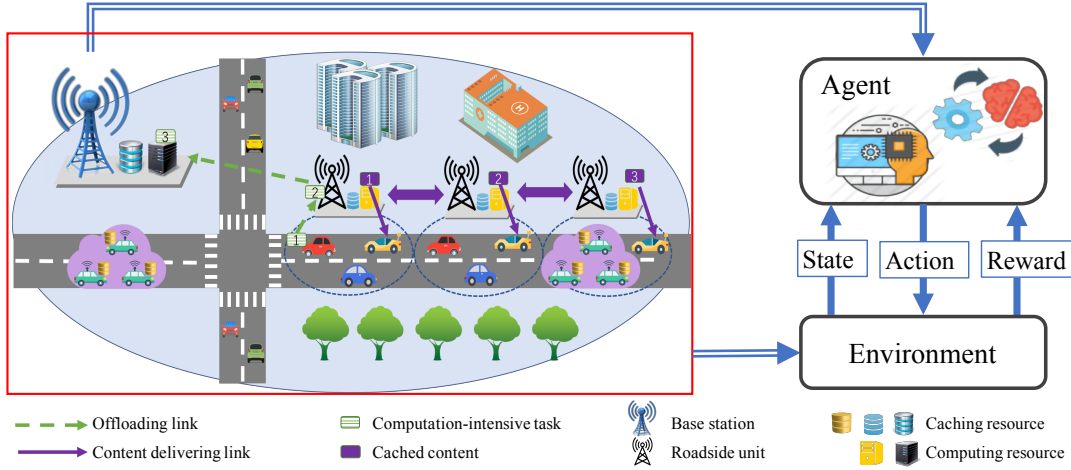 Agent
3
2
1
1
2
3
H
State
Action
Reward
Environment
Offloading link
Computation-intensive task
Base station
Caching resource
Content delivering link
Cached content
Roadside unit
Computing resource